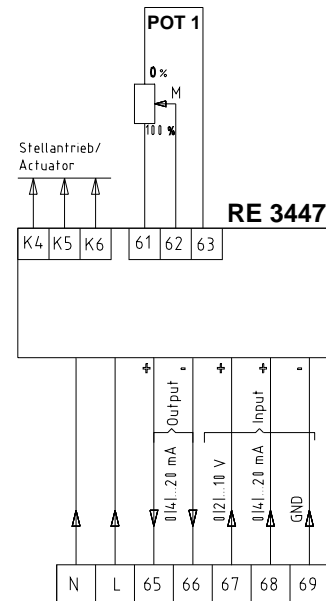 POT 1
0%
M
100 %
Stellantrieb/
Actuator
RE 3447
K4 K5 K6 61 62 63
+ - + + -
Output Input
0(4)...20 mA 0(2)...10 V 0(4)...20 mA GND
N L 65 66 67 68 69